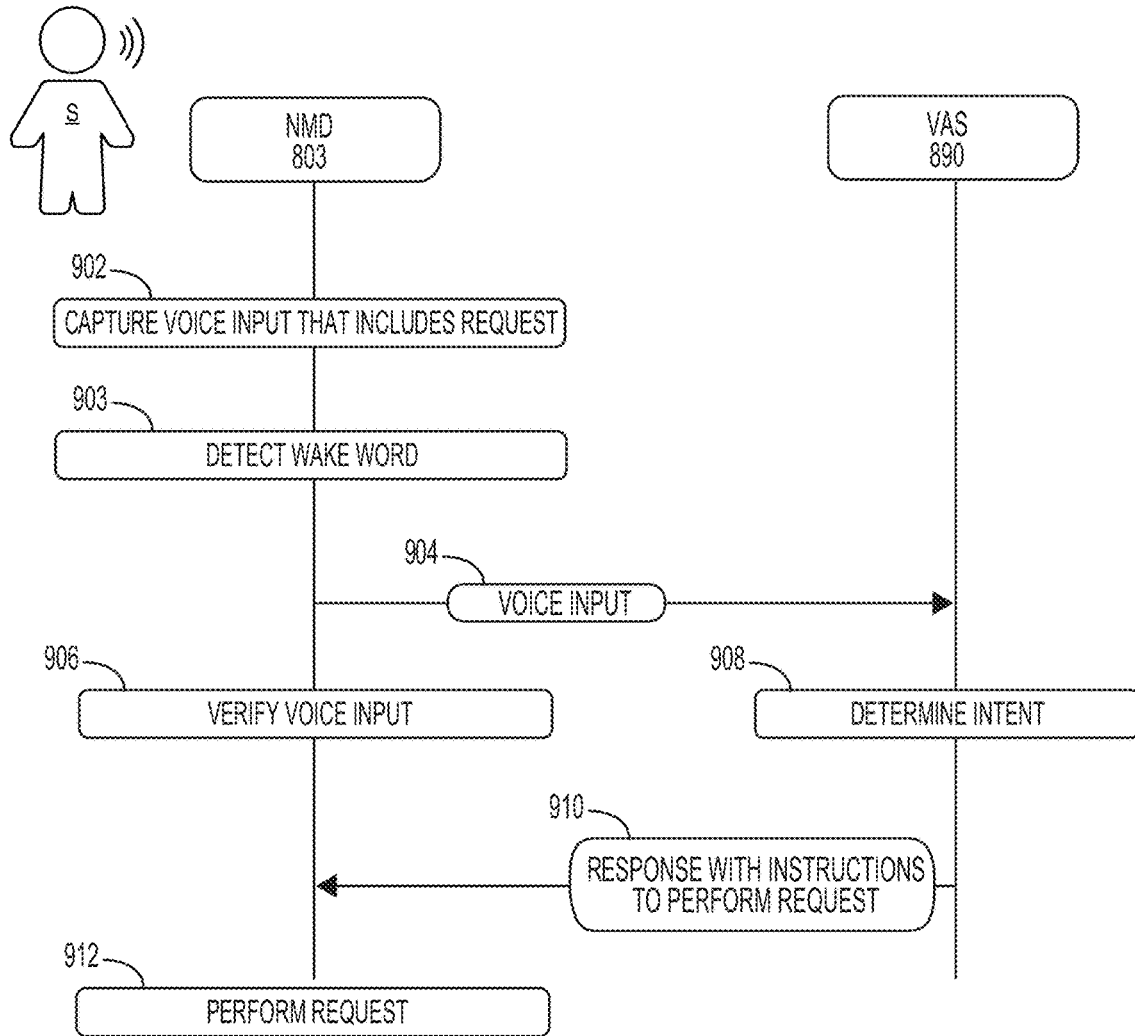 S
NMD
803
VAS
890
902
CAPTURE VOICE INPUT THAT INCLUDES REQUEST
903
DETECT WAKE WORD
904
VOICE INPUT
906
VERIFY VOICE INPUT
908
DETERMINE INTENT
910
RESPONSE WITH INSTRUCTIONS
TO PERFORM REQUEST
912
PERFORM REQUEST